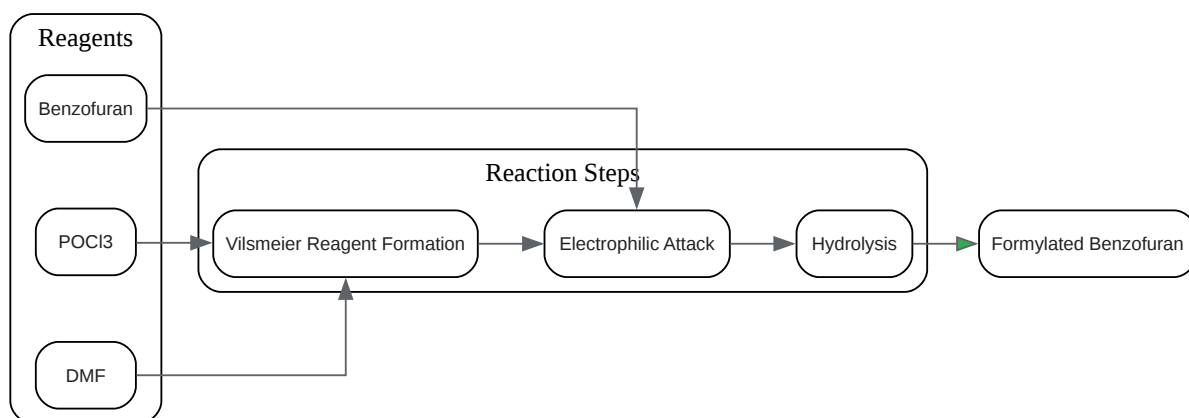 Reagents
Benzofuran
Reaction Steps
POCl3
Vilsmeier Reagent Formation
Electrophilic Attack
Hydrolysis
Formylated Benzofuran
DMF